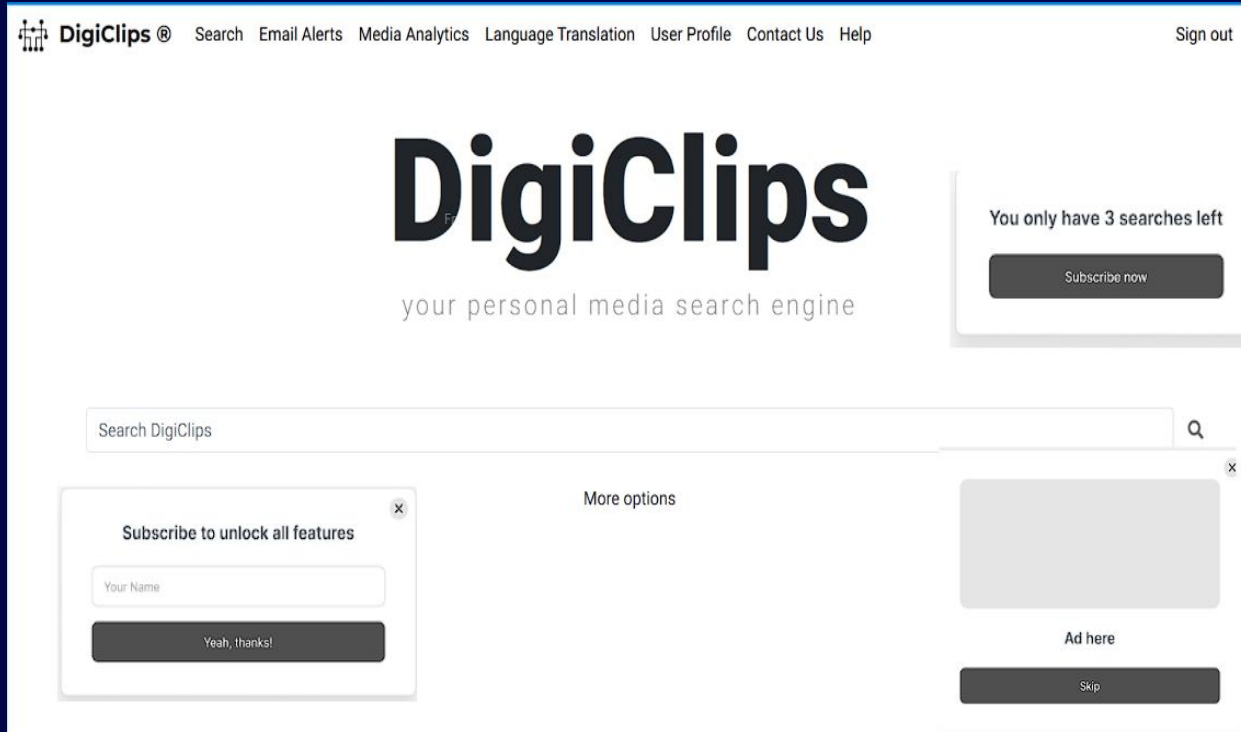 DigiClips ® Search Email Alerts Media Analytics Language Translation User Profile Contact Us Help Sign out
DigiClips
Fr
your personal media search engine
You only have 3 searches left
Subscribe now
Search DigiClips
More options
X
Subscribe to unlock all features
Your Name
Yeah, thanks!
X
Ad here
Skip